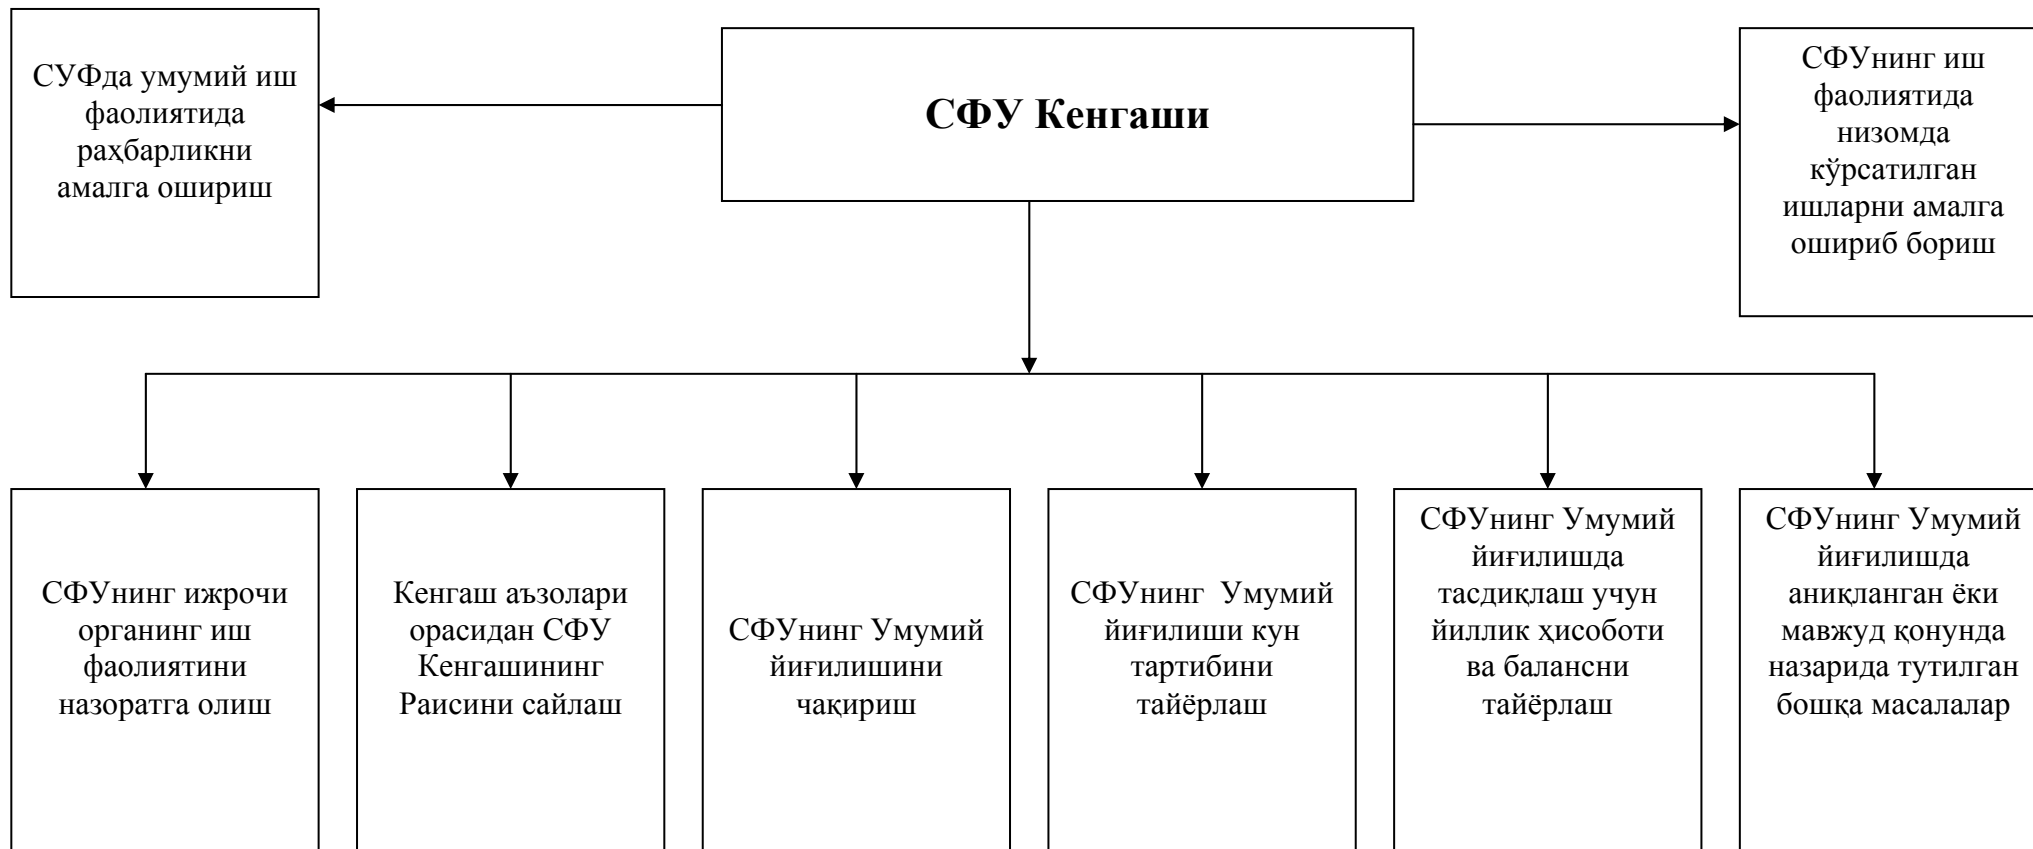 СУФда умумий иш
фаолиятида
раҳбарликни
амалга ошириш
СФУ Кенгаши
СФУнинг иш
фаолиятида
низомда
кўрсатилган
ишларни амалга
ошириб бориш
СФУнинг ижрочи
органинг иш
фаолиятини
назоратга олиш
Кенгаш аъзолари
орасидан СФУ
Кенгашининг
Раисини сайлаш
СФУнинг Умумий
йиғилишини
чақириш
СФУнинг Умумий
йиғилиши кун
тартибини
тайёрлаш
СФУнинг Умумий
йиғилишда
тасдиқлаш учун
йиллик ҳисоботи
ва балансни
тайёрлаш
СФУнинг Умумий
йиғилишда
аниқланган ёки
мавжуд қонунда
назарида тутилган
бошқа масалалар